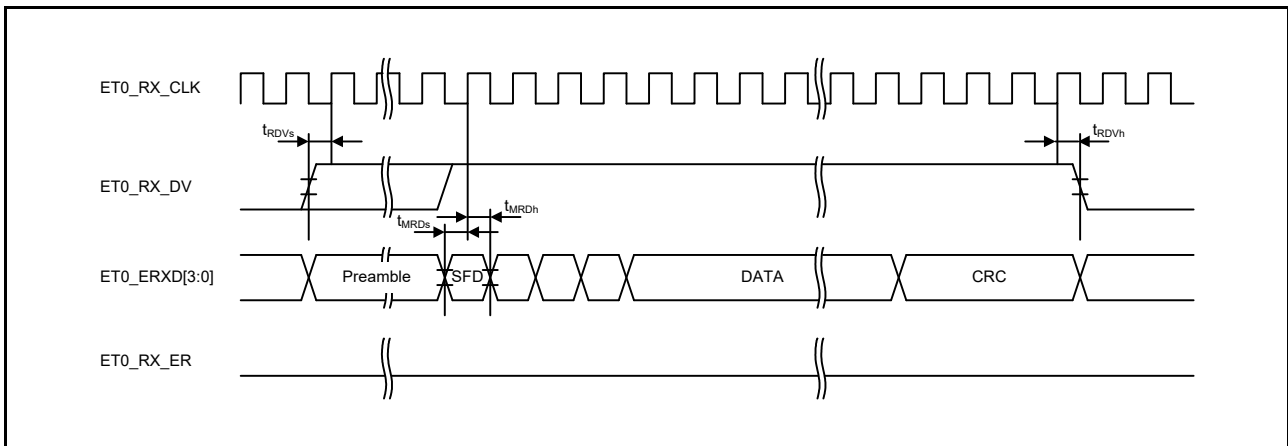 ET0_RX_CLK
tRDVs
tRDVh
ET0_RX_DV
tMRDh
tMRDs
ET0_ERXD[3:0]
Preamble
SFD
DATA
CRC
ET0_RX_ER